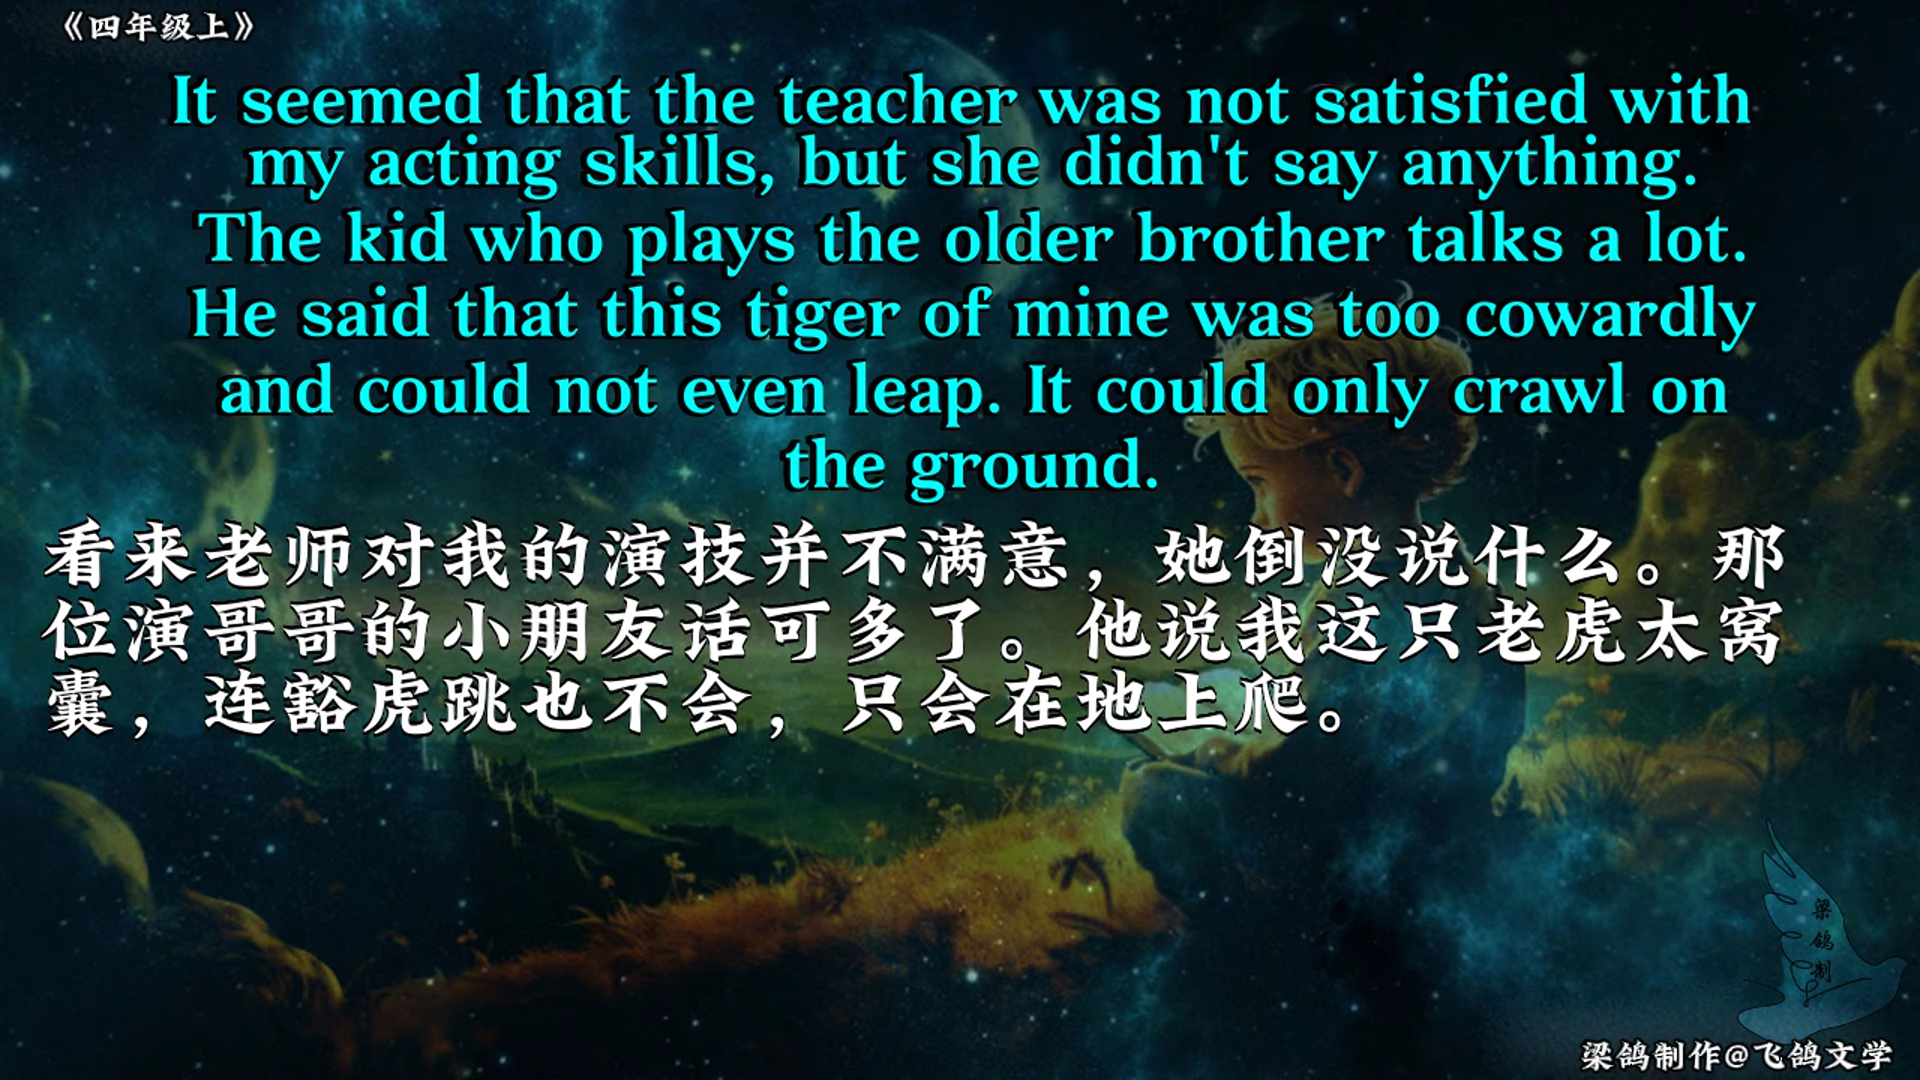 《四年级上》
It seemed that the teacher was not satisfied with
my acting skills, but she didn't say anything.
The kid who plays the older brother talks a lot.
He said that this tiger of mine was too cowardly
and could not even leap. It could only crawl on
the ground.
看来老师对我的演技并不满意，她倒没说什么。那
位演哥哥的小朋友话可多了。他说我这只老虎太窝
囊，连豁虎跳也不会，只会在地上爬。
梁
鸽
制
梁鸽制作@飞鸽文学